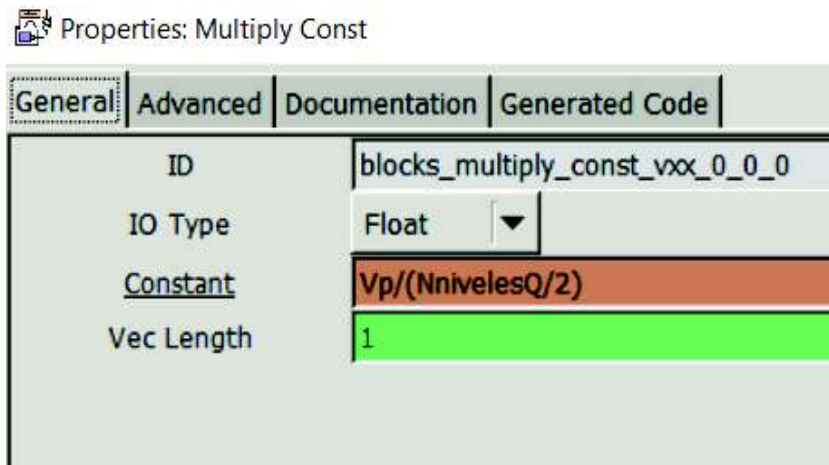 Properties: Multiply Const
General Advanced Documentation Generated Code
ID blocks_multiply_const_vxx_0_0_0
IO Type Float
Constant Vp/(NnivelesQ/2)
Vec Length 1